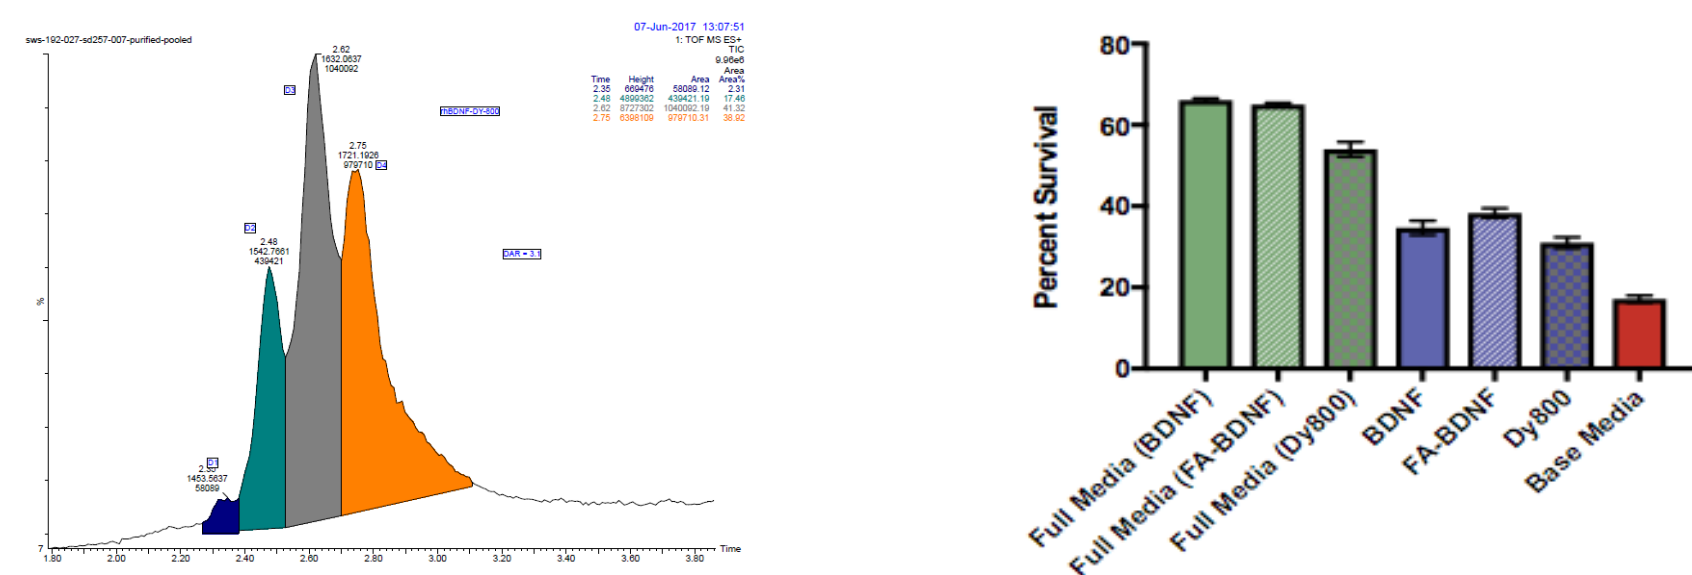 07-Jun-2017 13:07:51
sws-192-027-sd257-007-purified-pooled
1: TOF MS ES+
TIC
9.96e6
Area
Time Height Area Area%
2.35 669476 58089.12 2.31
2.48 4899362 439421.19 17.46
2.62 8727302 1040092.19 41.32
2.75 6398109 979710.31 38.92
2.62
1632.0637
1040092
D3
rhBDNF-DY-800
2.75
1721.1926
979710 D4
D2
2.48
1542.7661
439421
DAR = 3.1
%
D1
2.35
1453.5637
58089
7
1.80 2.00 2.20 2.40 2.60 2.80 3.00 3.20 3.40 3.60 3.80 Time
Percent Survival
80
60
40
20
0
Full Media (BDNF)
Full Media (FA-BDNF)
Full Media (Dy800)
BDNF
FA-BDNF
Dy800
Base Media